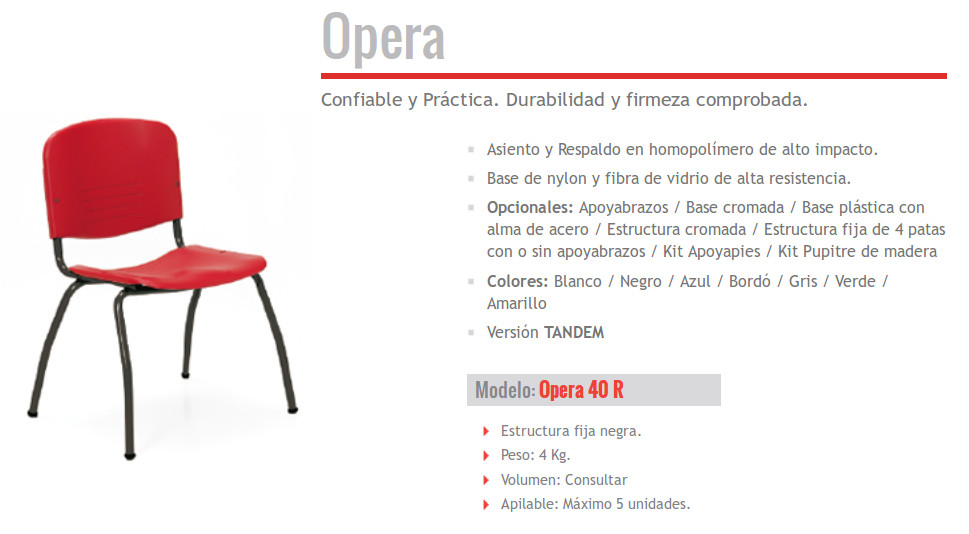 Opera
Confiable y Práctica. Durabilidad y firmeza comprobada.
Asiento y Respaldo en homopolímero de alto impacto.
Base de nylon y fibra de vidrio de alta resistencia.
Opcionales: Apoyabrazos / Base cromada / Base plástica con
alma de acero / Estructura cromada / Estructura fija de 4 patas
con o sin apoyabrazos / Kit Apoyapies / Kit Pupitre de madera
Colores: Blanco / Negro / Azul / Bordó / Gris / Verde /
Amarillo
Versión TANDEM
Modelo: Opera 40 R
Estructura fija negra.
Peso: 4 Kg.
Volumen: Consultar
Apilable: Máximo 5 unidades.